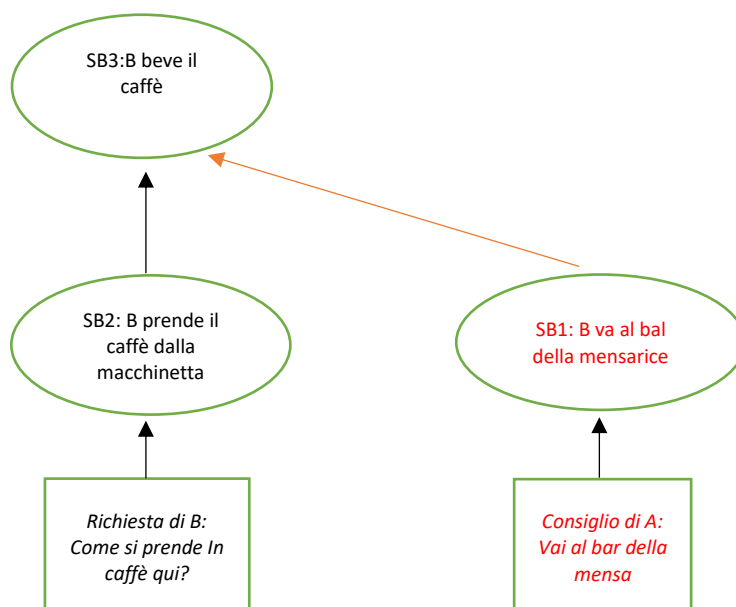 SB3:B beve il
caffè
SB2: B prende il
caffè dalla
macchinetta
SB1: B va al bal
della mensarice
Richiesta di B:
Come si prende In
caffè qui?
Consiglio di A:
Vai al bar della
mensa